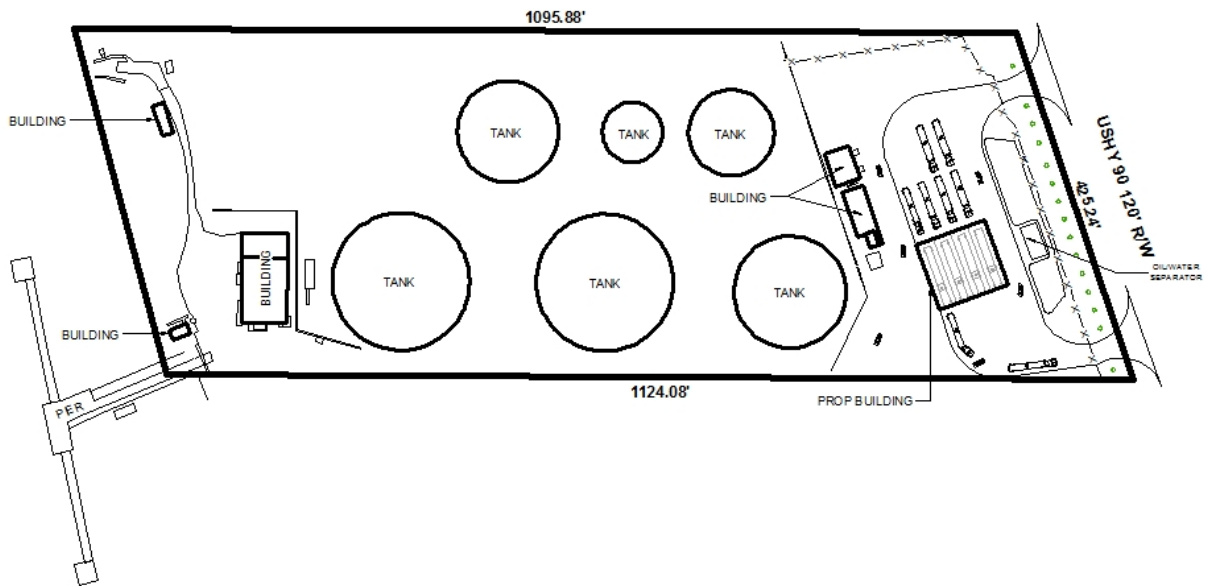 1095.88'
BUILDING
TANK
TANK
TANK
USHY 90 120' R/W
425.24'
BUILDING
BUILDING
TANK
TANK
TANK
OIL/WATER
SEPARATOR
BUILDING
PER
1124.08'
PROP BUILDING